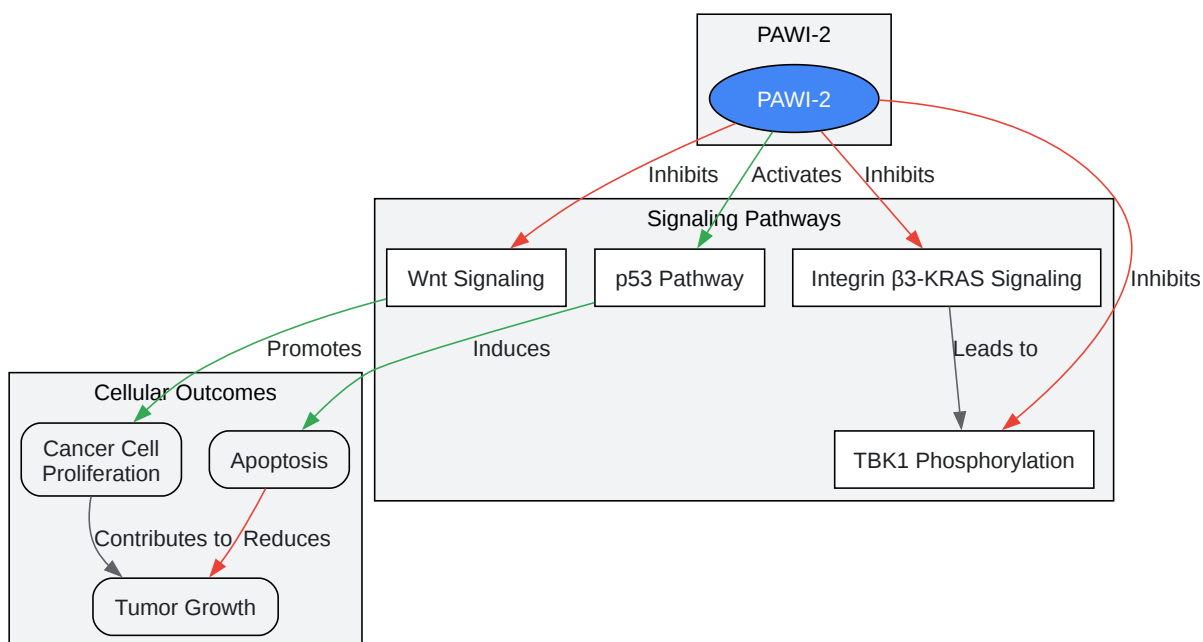 PAWI-2
PAWI-2
Inhibits
Activates
Inhibits
Inhibits
Signaling Pathways
Wnt Signaling
p53 Pathway
Integrin β3-KRAS Signaling
Promotes
Induces
Leads to
TBK1 Phosphorylation
Cellular Outcomes
Cancer Cell
Proliferation
Apoptosis
Contributes to
Reduces
Tumor Growth